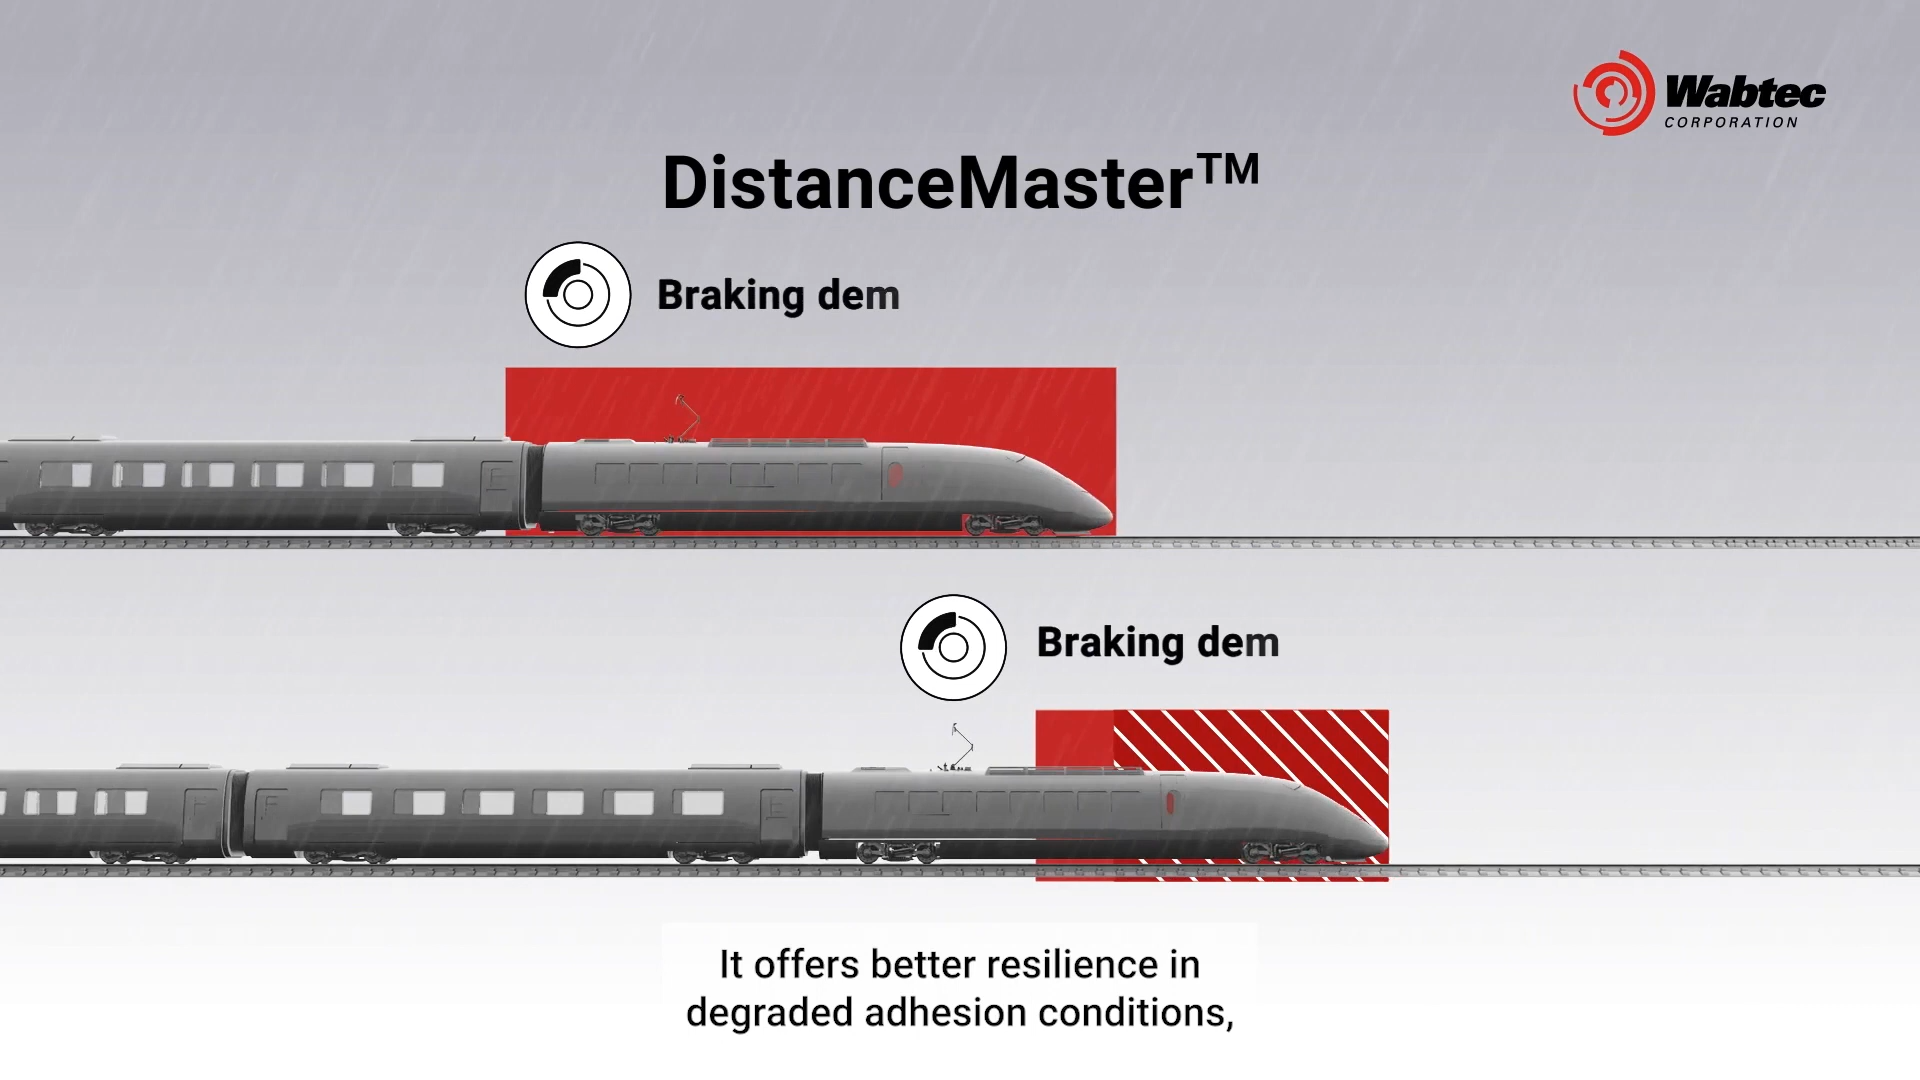 Wabtec
CORPORATION
DistanceMaster™
Braking dem
Braking dem
It offers better resilience in
degraded adhesion conditions,